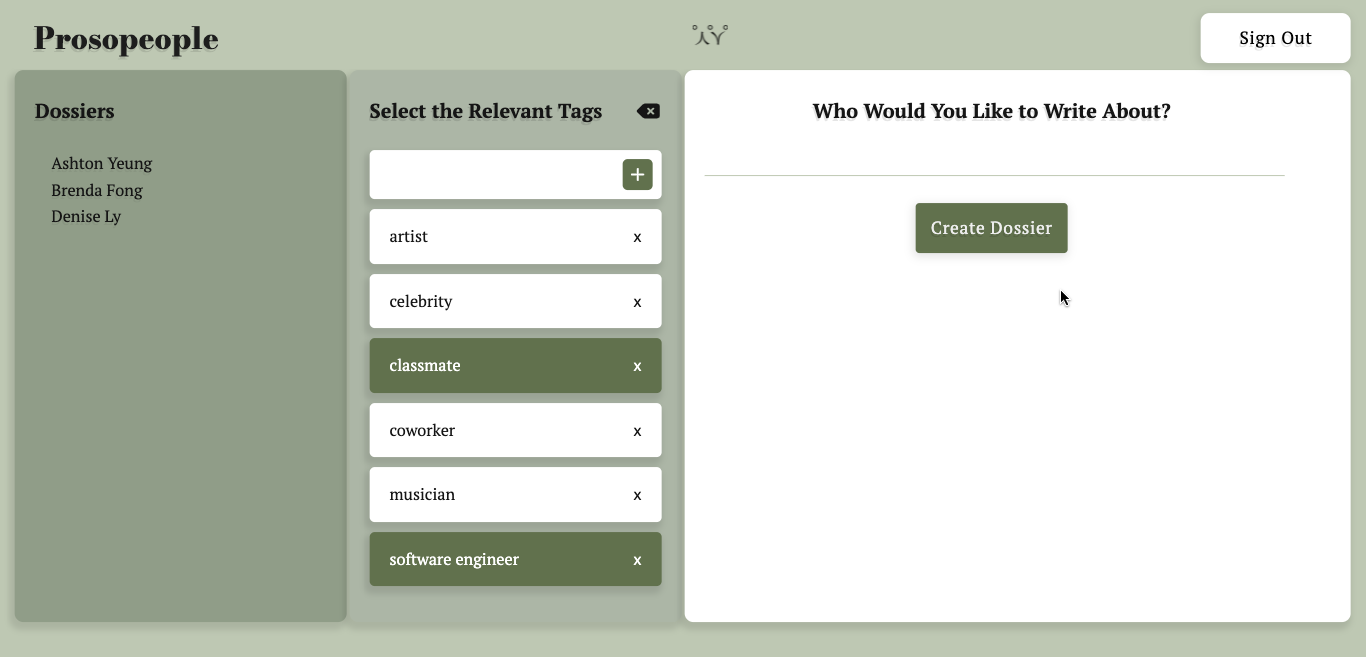 Prosopeople
Sign Out
Dossiers
Ashton Yeung
Brenda Fong
Denise Ly
Select the Relevant Tags
+
artist x
celebrity x
classmate x
coworker x
musician x
software engineer x
Who Would You Like to Write About?
Create Dossier